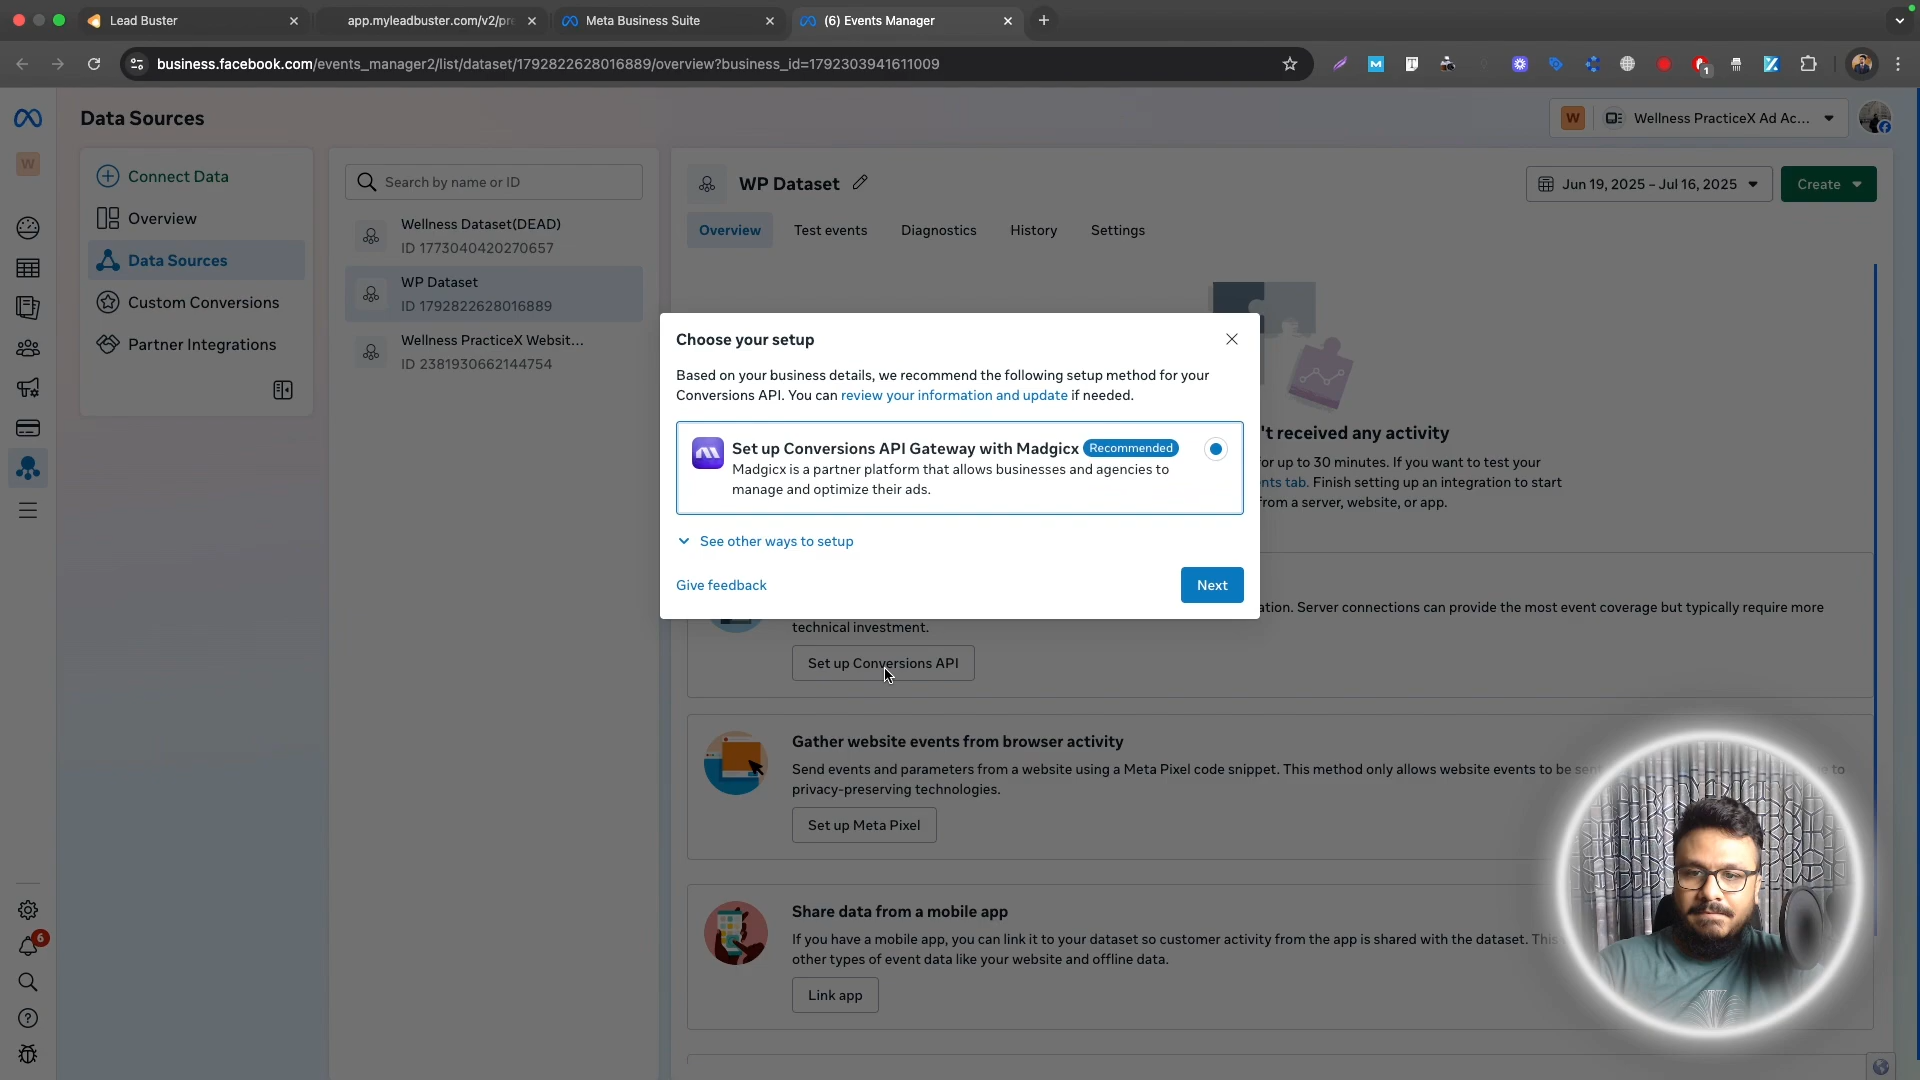 Lead Buster
app.myleadbuster.com/v2/pre
Meta Business Suite
(6) Events Manager
business.facebook.com/events_manager2/list/dataset/1792822628016889/overview?business_id=1792303941611009
1
Data Sources
W
Wellness PracticeX Ad Ac...
W
Connect Data
Overview
Data Sources
Custom Conversions
Partner Integrations
Search by name or ID
Wellness Dataset(DEAD)
ID 1773040420270657
WP Dataset
ID 1792822628016889
Wellness PracticeX Websit...
ID 2381930662144754
WP Dataset
Jun 19, 2025 – Jul 16, 2025
Create
Overview
Test events
Diagnostics
History
Settings
't received any activity
for up to 30 minutes. If you want to test your
ents tab. Finish setting up an integration to start
from a server, website, or app.
Choose your setup
Based on your business details, we recommend the following setup method for your
Conversions API. You can review your information and update if needed.
Set up Conversions API Gateway with Madgicx
Recommended
Madgicx is a partner platform that allows businesses and agencies to
manage and optimize their ads.
See other ways to setup
Give feedback
Next
ation. Server connections can provide the most event coverage but typically require more
technical investment.
Set up Conversions API
Gather website events from browser activity
Send events and parameters from a website using a Meta Pixel code snippet. This method only allows website events to be sent
to
privacy-preserving technologies.
Set up Meta Pixel
Share data from a mobile app
If you have a mobile app, you can link it to your dataset so customer activity from the app is shared with the dataset. This
other types of event data like your website and offline data.
Link app
6